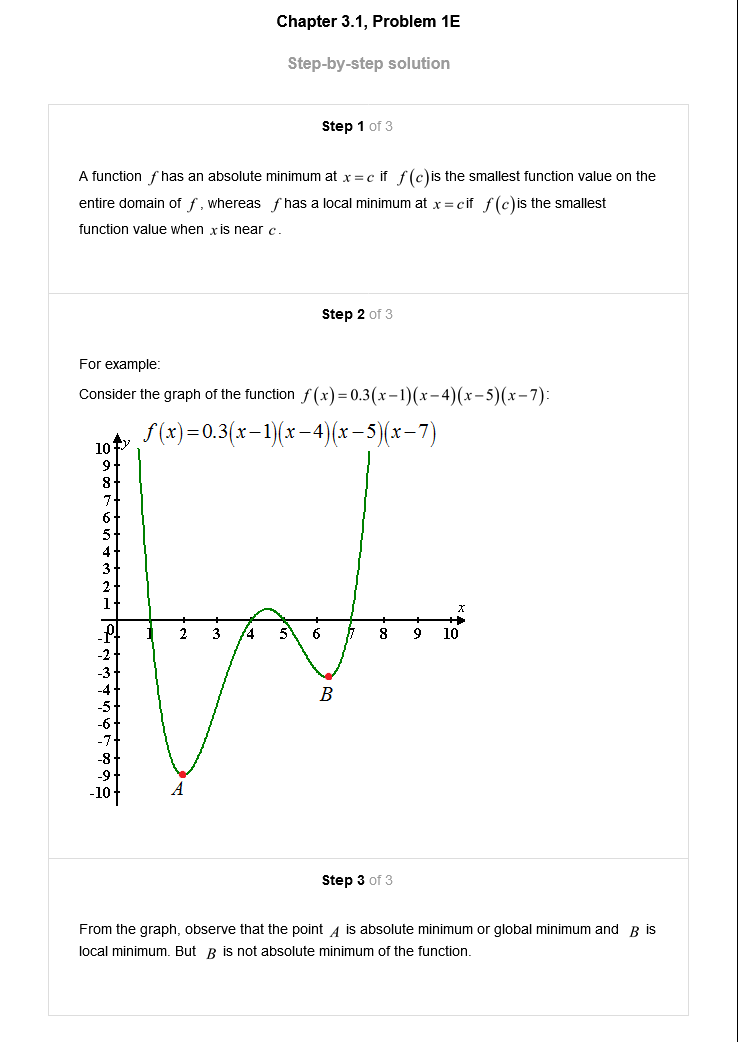 Chapter 3.1, Problem 1E
Step-by-step solution
Step 1 of 3
A function f has an absolute minimum at x = c if f(c) is the smallest function value on the
entire domain of f, whereas f has a local minimum at x = c if f(c) is the smallest
function value when x is near c.
Step 2 of 3
For example:
Consider the graph of the function f(x)=0.3(x−1)(x−4)(x−5)(x−7):
f(x)=0.3(x−1)(x−4)(x−5)(x−7)
y
10
9
8
7
6
5
4
3
2
1
x
0
1 2 3 4 5 6 7 8 9 10
-1
-2
-3
-4
-5
-6
-7
-8
-9
-10
B
A
Step 3 of 3
From the graph, observe that the point A is absolute minimum or global minimum and B is
local minimum. But B is not absolute minimum of the function.